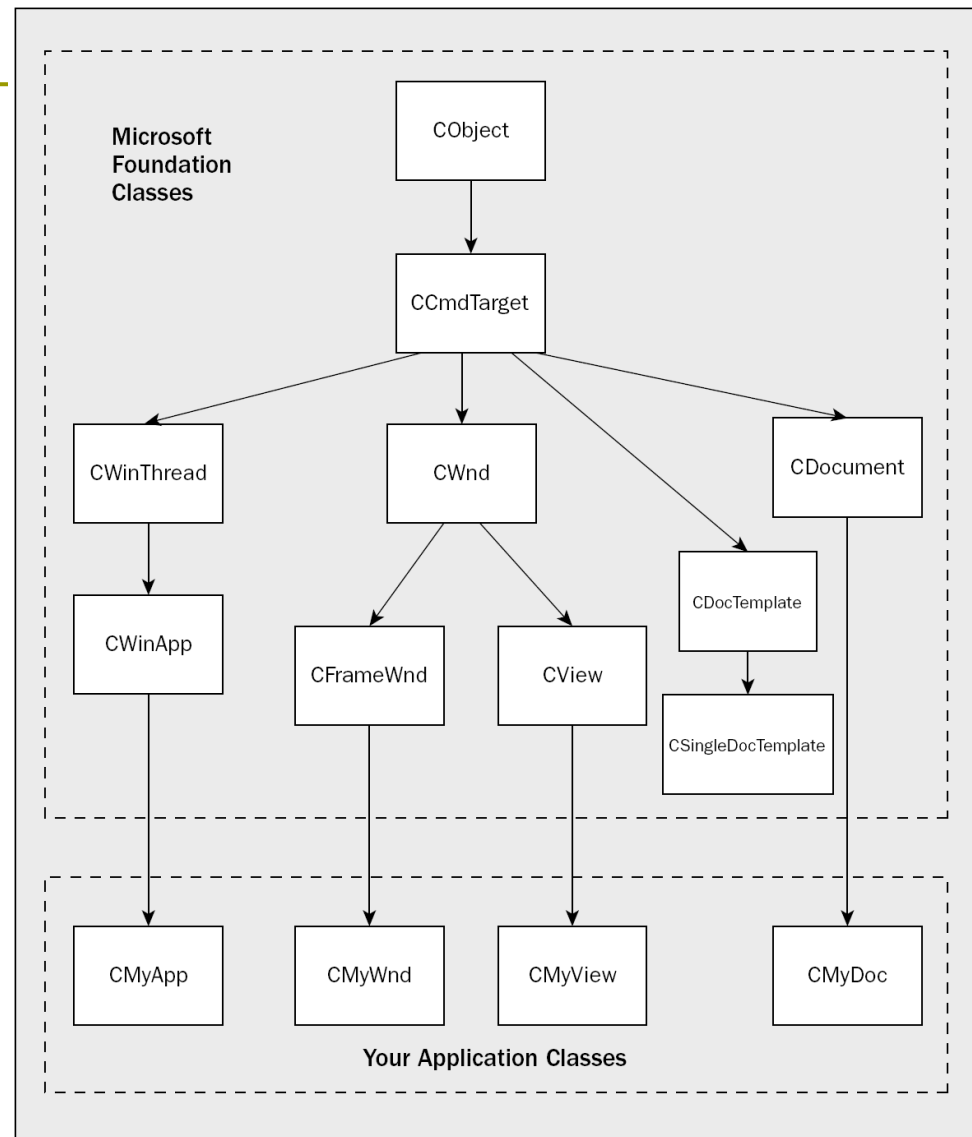 CObject
Microsoft
Foundation
Classes
CCmdTarget
CWinThread
CWnd
CDocument
CDocTemplate
CWinApp
CFrameWnd
CView
CSingleDocTemplate
CMyApp
CMyWnd
CMyView
CMyDoc
Your Application Classes